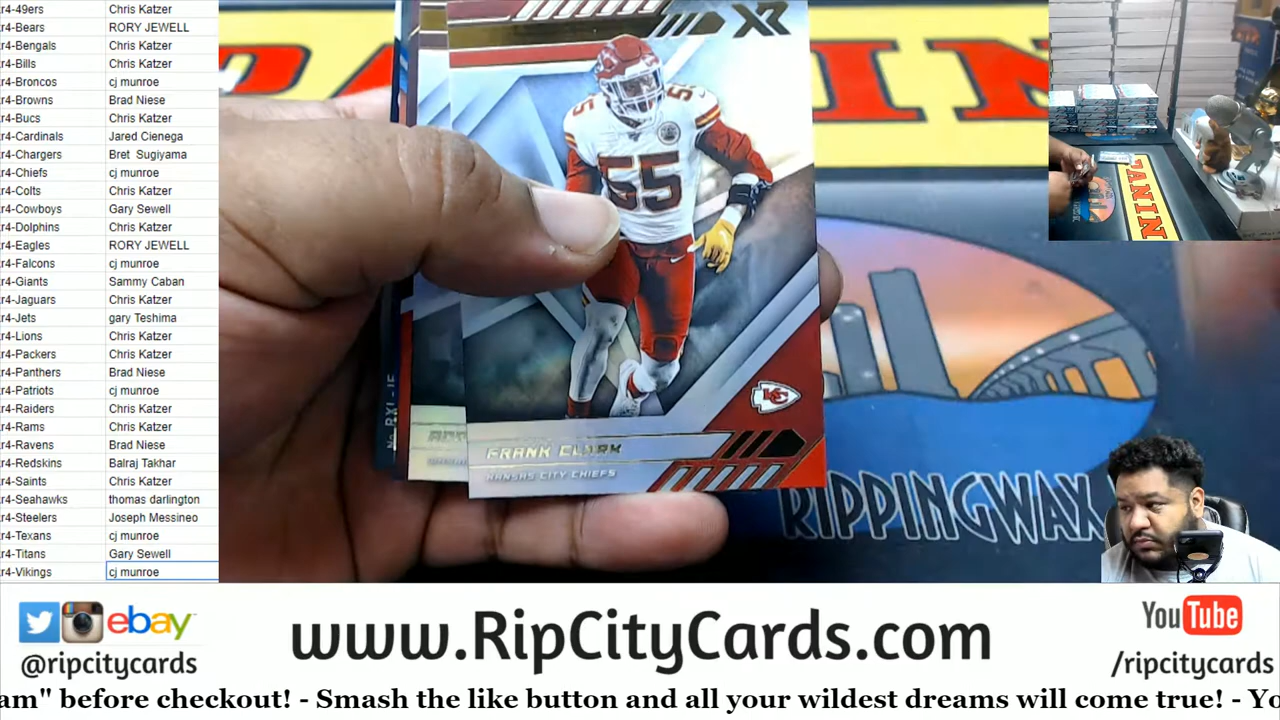 r4-49ers Chris Katzer
r4-Bears RORY JEWELL
r4-Bengals Chris Katzer
r4-Bills Chris Katzer
r4-Broncos cj munroe
r4-Browns Brad Niese
r4-Bucs Chris Katzer
r4-Cardinals Jared Cienega
r4-Chargers Bret Sugiyama
r4-Chiefs cj munroe
r4-Colts Chris Katzer
r4-Cowboys Gary Sewell
r4-Dolphins Chris Katzer
r4-Eagles RORY JEWELL
r4-Falcons cj munroe
r4-Giants Sammy Caban
r4-Jaguars Chris Katzer
r4-Jets gary Teshima
r4-Lions Chris Katzer
r4-Packers Chris Katzer
r4-Panthers Brad Niese
r4-Patriots cj munroe
r4-Raiders Chris Katzer
r4-Rams Chris Katzer
r4-Ravens Brad Niese
r4-Redskins Balraj Takhar
r4-Saints Chris Katzer
r4-Seahawks thomas darlington
r4-Steelers Joseph Messineo
r4-Texans cj munroe
r4-Titans Gary Sewell
r4-Vikings cj munroe
XR
55
55
KC
FRANK CLARK
KANSAS CITY CHIEFS
PANIN
RIPPINGWAX
ebay
@ripcitycards
www.RipCityCards.com
YouTube
/ripcitycards
am" before checkout! - Smash the like button and all your wildest dreams will come true! - Yo